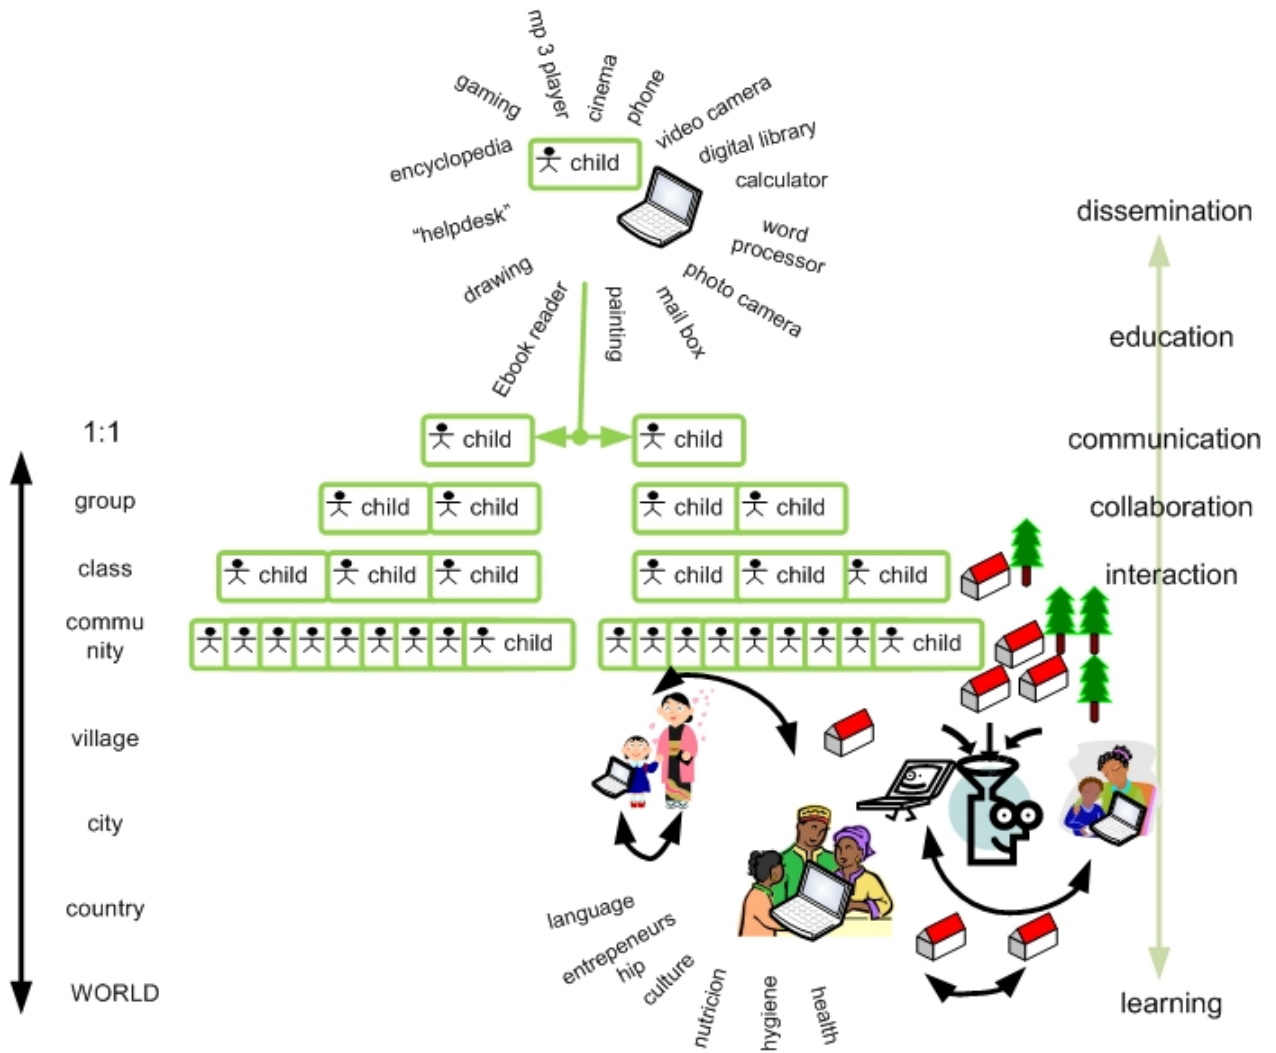 mp 3 player
cinema
phone
gaming
video camera
encyclopedia
child
digital library
calculator
"helpdesk"
word
processor
drawing
photo camera
Ebook reader
painting
mail box
dissemination
education
1:1
child
child
communication
group
child
child
child
child
collaboration
class
child
child
child
child
child
child
interaction
commu
nity
child
child
village
city
country
WORLD
language
entrepeneurs
hip
culture
nutricion
hygiene
health
learning